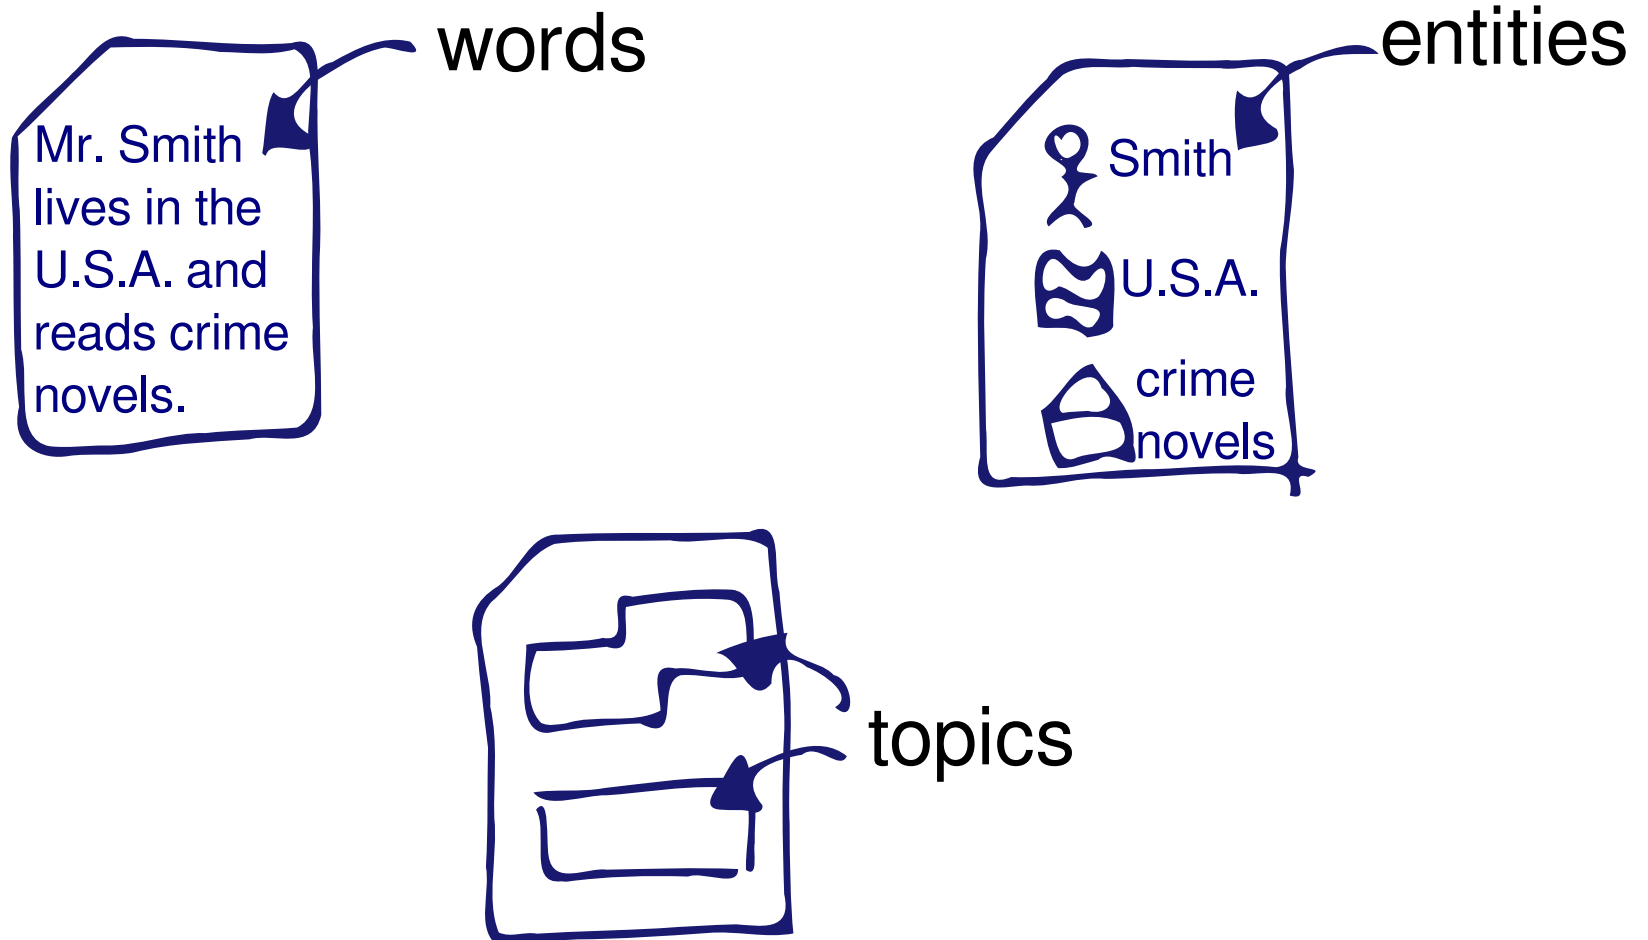 words
Mr. Smith
lives in the
U.S.A. and
reads crime
novels.
entities
Smith
U.S.A.
crime
novels
topics